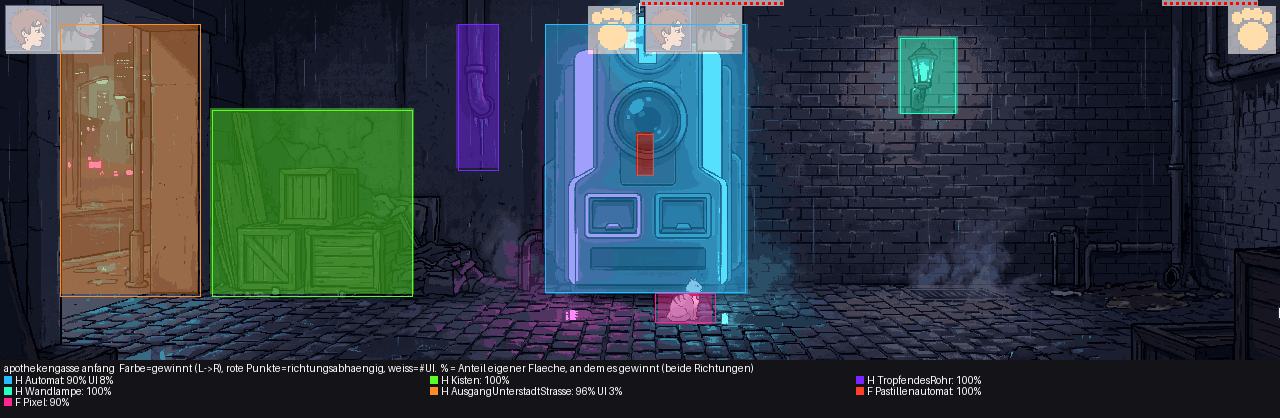 apothekengasse anfang Farbe=gewinnt (L->R), rote Punkte=richtungsabhaengig, weiss=#UI. % = Anteil eigener Flaeche, an dem es gewinnt (beide Richtungen)
H Automat: 90% UI 8%
H Kisten: 100%
H TropfendesRohr: 100%
H Wandlampe: 100%
H AusgangUnterstadtStrasse: 96% UI 3%
F Pastillenautomat: 100%
F Pixel: 90%